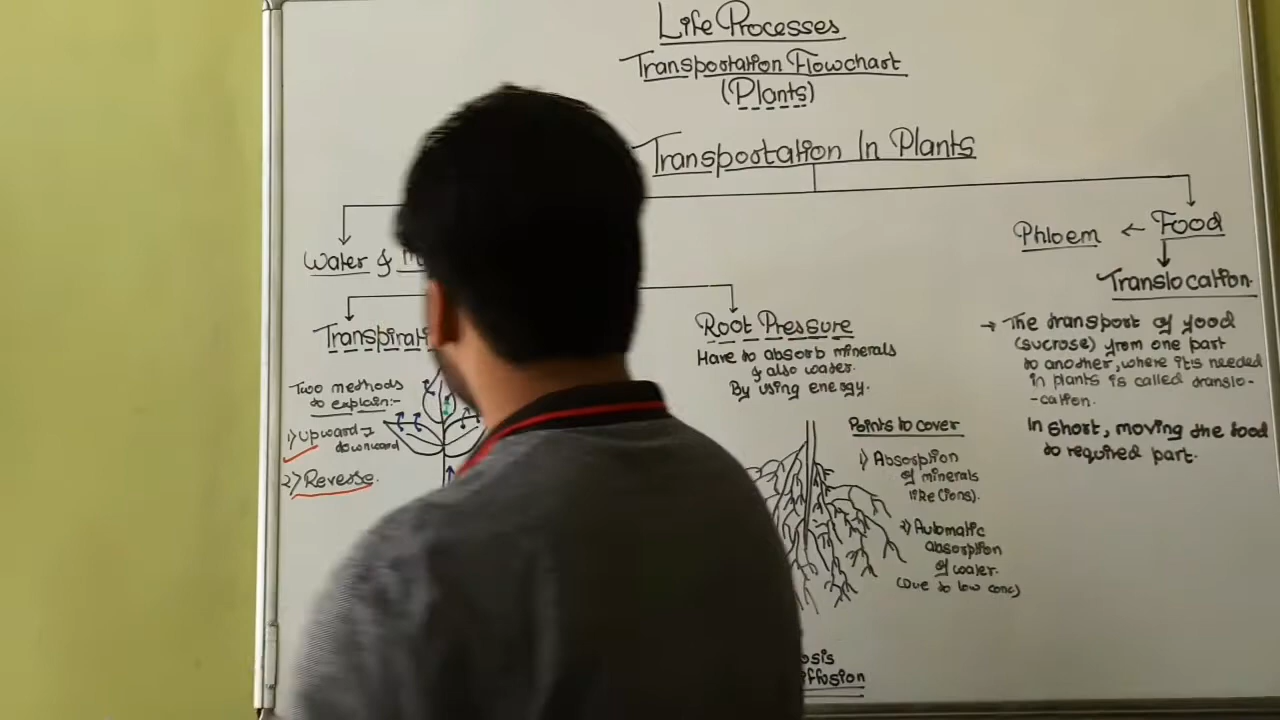 Life Processes
Transportation Flowchart
(Plants)
Transportation In Plants
Water &
Phloem ← Food
Translocation.
Root Pressure
Have to absorb minerals
& also water.
By using energy.
→ The transport of food
(sucrose) from one part
to another, where it is needed
in plants is called translo-
-cation.
In short, moving the food
to required part.
Two methods
to explain:-
1) Upward →
downward
2) Reverse.
Points to cover
1) Absorption
of minerals
like (ions).
2) Automatic
absorption
of water.
(Due to low conc)